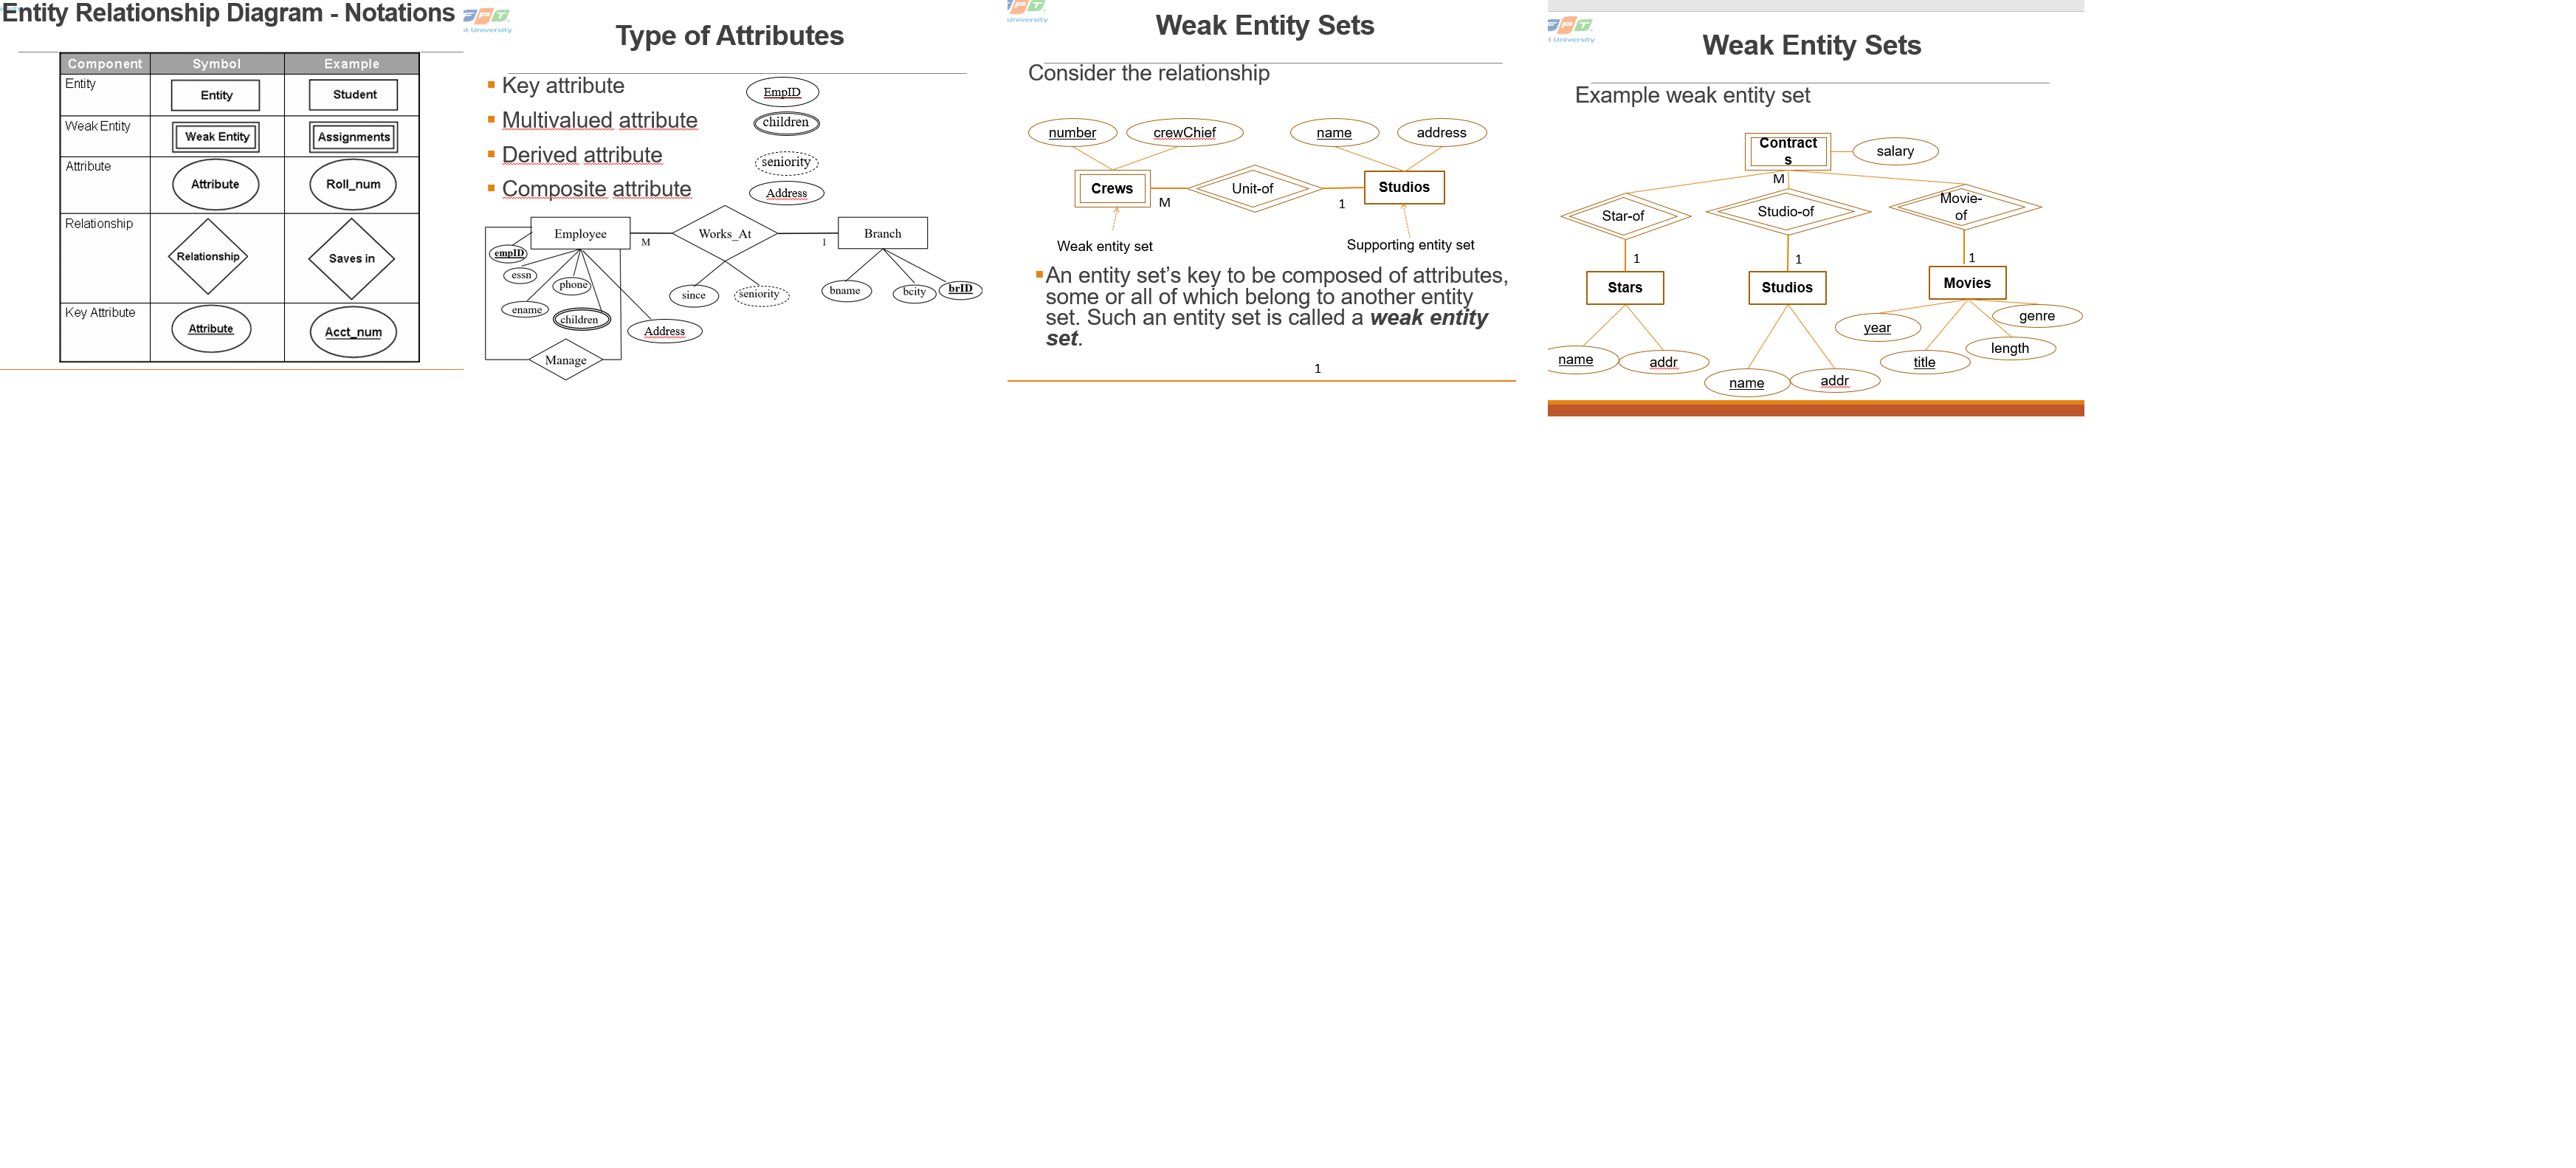 Entity Relationship Diagram - Notations
Component Symbol Example
Entity Entity Student
Weak Entity Weak Entity Assignments
Attribute Attribute Roll_num
Relationship Relationship Saves in
Key Attribute Attribute Acct_num
FPT.
University
Type of Attributes
Key attribute
EmpID
Multivalued attribute
children
Derived attribute
seniority
Composite attribute
Address
Employee
M
Works_At
1
Branch
empID
essn
phone
ename
children
Address
since
seniority
bname
bcity
brID
Manage
FPT.
University
Weak Entity Sets
Consider the relationship
number
crewChief
name
address
Crews
M
Unit-of
1
Studios
Weak entity set
Supporting entity set
An entity set’s key to be composed of attributes,
some or all of which belong to another entity
set. Such an entity set is called a weak entity
set.
1
FPT.
t University
Weak Entity Sets
Example weak entity set
Contract
s
salary
M
Star-of
Studio-of
Movie-
of
1
1
1
Stars
Studios
Movies
year
genre
name
addr
title
length
name
addr